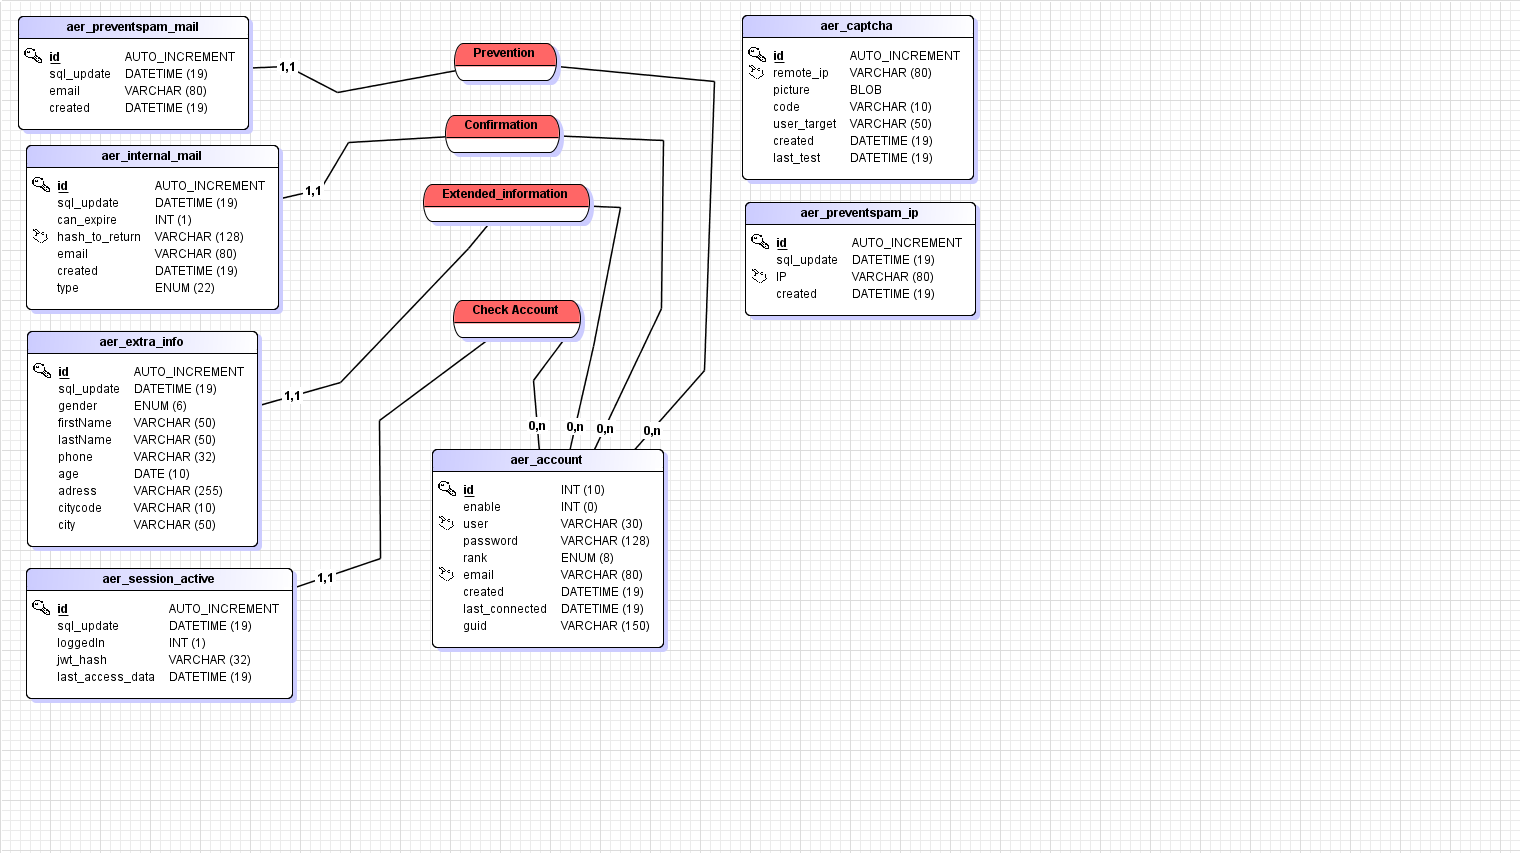 aer_preventspam_mail
id AUTO_INCREMENT
sql_update DATETIME (19)
email VARCHAR (80)
created DATETIME (19)
aer_internal_mail
id AUTO_INCREMENT
sql_update DATETIME (19)
can_expire INT (1)
hash_to_return VARCHAR (128)
email VARCHAR (80)
created DATETIME (19)
type ENUM (22)
aer_extra_info
id AUTO_INCREMENT
sql_update DATETIME (19)
gender ENUM (6)
firstName VARCHAR (50)
lastName VARCHAR (50)
phone VARCHAR (32)
age DATE (10)
adress VARCHAR (255)
citycode VARCHAR (10)
city VARCHAR (50)
aer_session_active
id AUTO_INCREMENT
sql_update DATETIME (19)
loggedIn INT (1)
jwt_hash VARCHAR (32)
last_access_data DATETIME (19)
1,1
1,1
1,1
1,1
Prevention
Confirmation
Extended_information
Check Account
0,n
0,n
0,n
0,n
aer_account
id INT (10)
enable INT (0)
user VARCHAR (30)
password VARCHAR (128)
rank ENUM (8)
email VARCHAR (80)
created DATETIME (19)
last_connected DATETIME (19)
guid VARCHAR (150)
aer_captcha
id AUTO_INCREMENT
remote_ip VARCHAR (80)
picture BLOB
code VARCHAR (10)
user_target VARCHAR (50)
created DATETIME (19)
last_test DATETIME (19)
aer_preventspam_ip
id AUTO_INCREMENT
sql_update DATETIME (19)
IP VARCHAR (80)
created DATETIME (19)